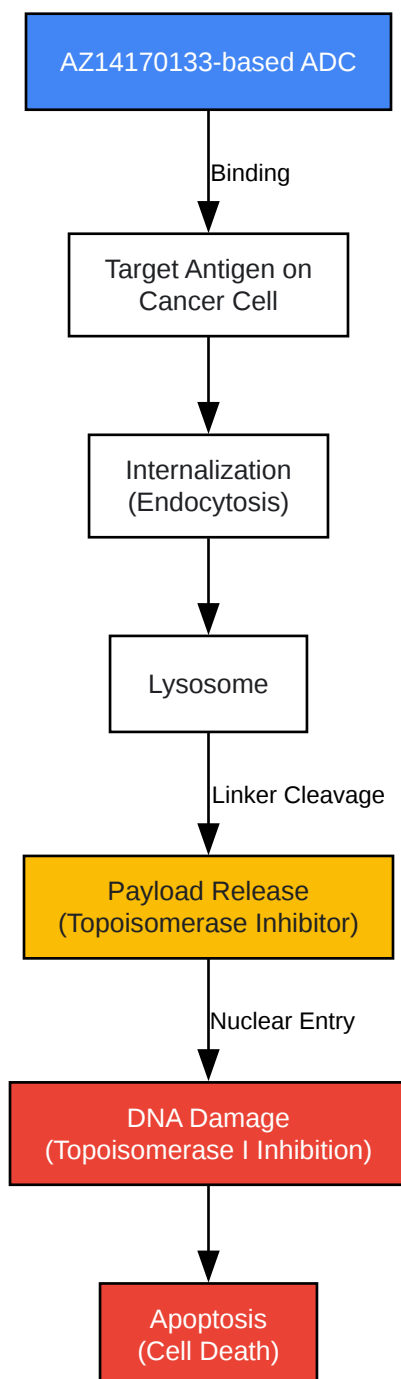 AZ14170133-based ADC
Binding
Target Antigen on
Cancer Cell
Internalization
(Endocytosis)
Lysosome
Linker Cleavage
Payload Release
(Topoisomerase Inhibitor)
Nuclear Entry
DNA Damage
(Topoisomerase I Inhibition)
Apoptosis
(Cell Death)